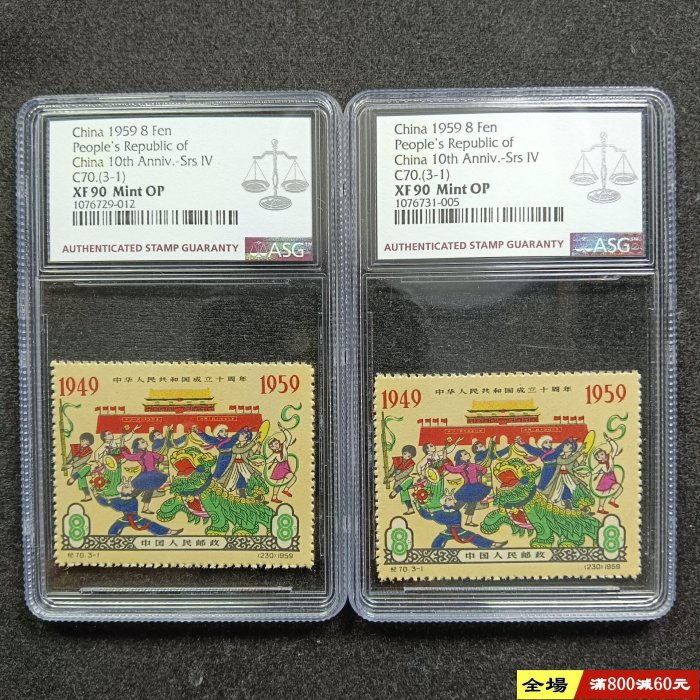 China 1959 8 Fen
People's Republic of
China 10th Anniv.-Srs IV
C70.(3-1)
XF 90 Mint OP
1076729-012
AUTHENTICATED STAMP GUARANTY
ASG
China 1959 8 Fen
People's Republic of
China 10th Anniv.-Srs IV
C70.(3-1)
XF 90 Mint OP
1076731-005
AUTHENTICATED STAMP GUARANTY
ASG
1949 中华人民共和国成立十周年 1959
8 中国人民邮政 8
纪70.3-1 (230)1959
1949 中华人民共和国成立十周年 1959
8 中国人民邮政 8
纪70.3-1 (230)1959
全場 滿800減60元